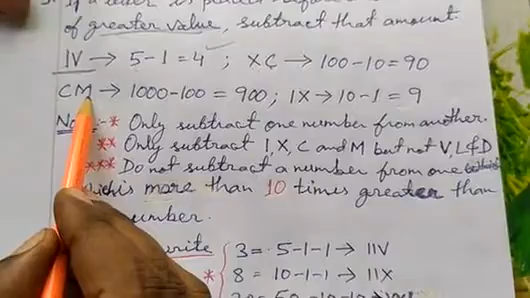 of greater value, subtract that amount.
IV → 5-1=4 ; XC → 100-10=90
CM → 1000-100 = 900; IX → 10-1=9
* Only subtract one number from another.
** Only subtract I, X, C and M but not V, L & D
*** Do not subtract a number from one
which is more than 10 times greater than
number.
3 = 5-1-1 → IIV
* 8 = 10-1-1 → IIX